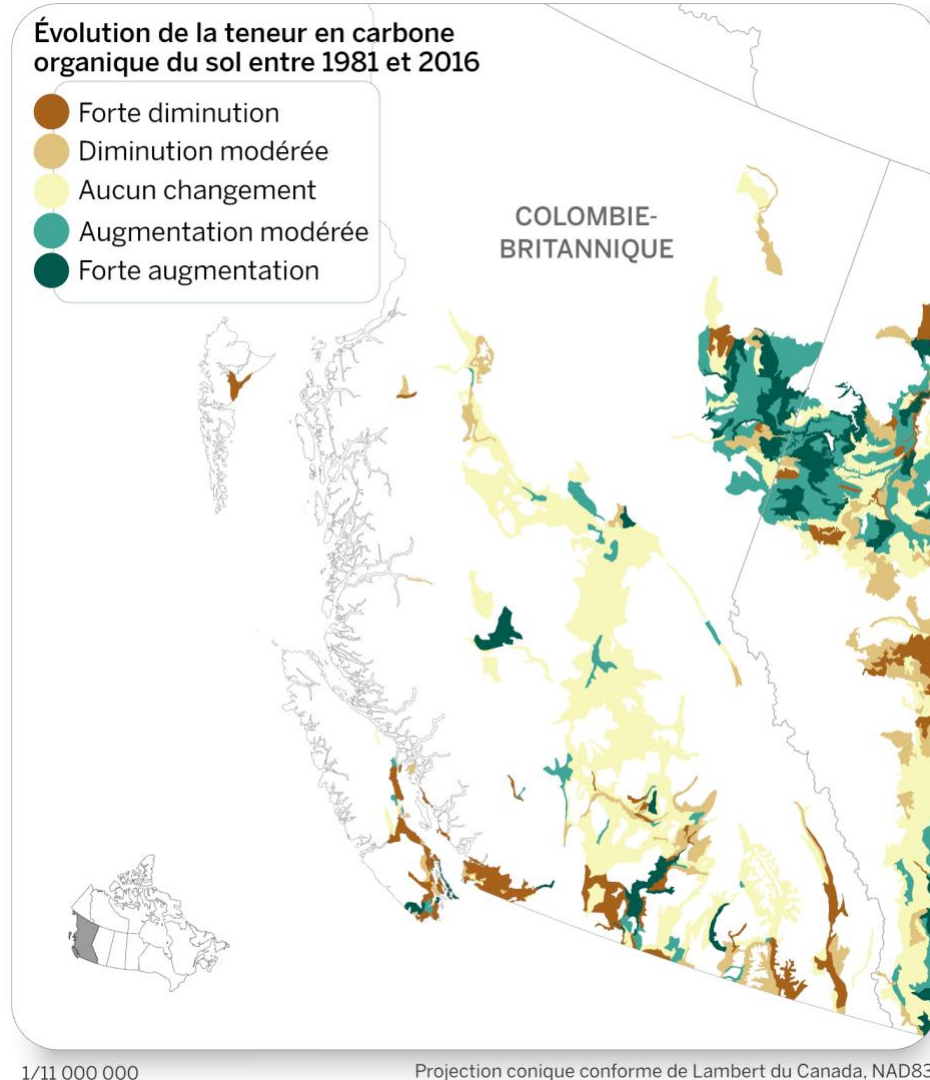 Évolution de la teneur en carbone
organique du sol entre 1981 et 2016
Forte diminution
Diminution modérée
Aucun changement
Augmentation modérée
Forte augmentation
COLOMBIE-
BRITANNIQUE
1/11 000 000
Projection conique conforme de Lambert du Canada, NAD83